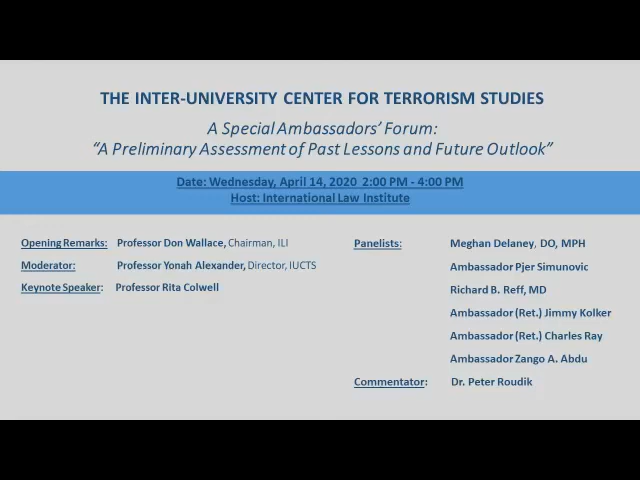 THE INTER-UNIVERSITY CENTER FOR TERRORISM STUDIES
A Special Ambassadors' Forum:
"A Preliminary Assessment of Past Lessons and Future Outlook"
Date: Wednesday, April 14, 2020 2:00 PM - 4:00 PM
Host: International Law Institute
Opening Remarks: Professor Don Wallace, Chairman, ILI
Moderator: Professor Yonah Alexander, Director, IUCTS
Keynote Speaker: Professor Rita Colwell
Panelists: Meghan Delaney, DO, MPH
Ambassador Pjer Simunovic
Richard B. Reff, MD
Ambassador (Ret.) Jimmy Kolker
Ambassador (Ret.) Charles Ray
Ambassador Zango A. Abdu
Commentator: Dr. Peter Roudik